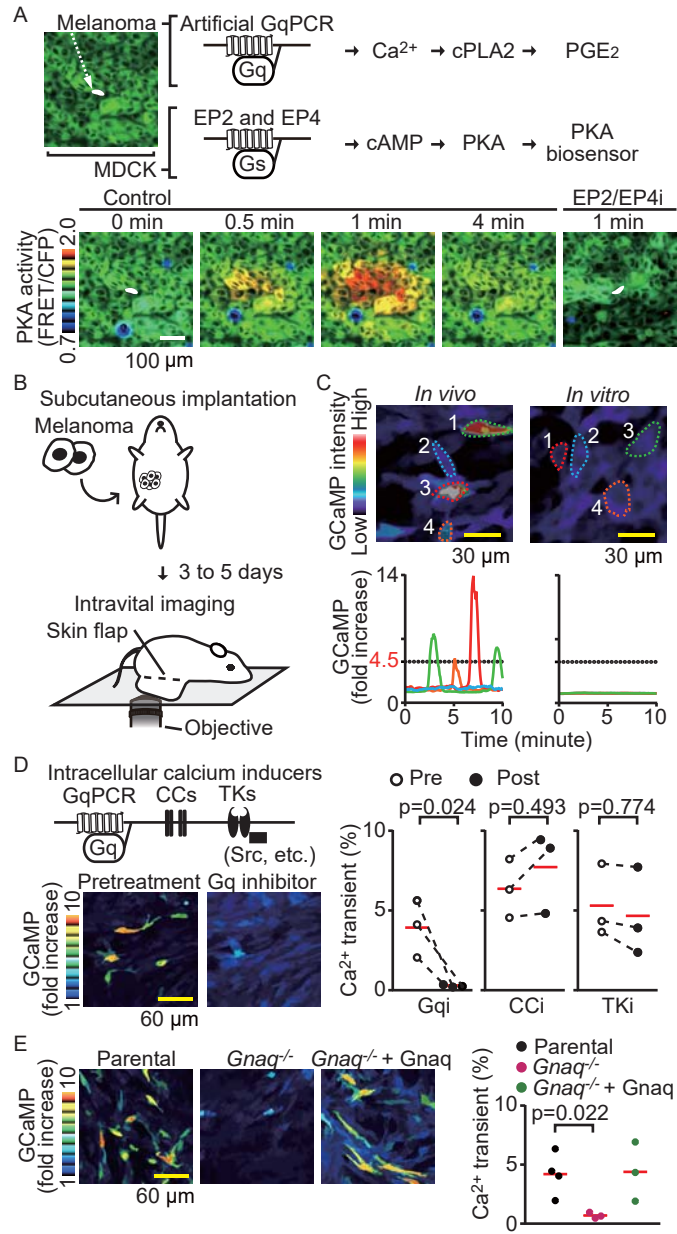 A
Melanoma
Artificial GqPCR
Gq
→ Ca²⁺ → cPLA2 → PGE₂
EP2 and EP4
Gs
→ cAMP → PKA → PKA biosensor
MDCK
Control
EP2/EP4i
0 min 0.5 min 1 min 4 min 1 min
PKA activity
(FRET/CFP)
0.7 2.0
100 µm
B
Subcutaneous implantation
Melanoma
↓ 3 to 5 days
Intravital imaging
Skin flap
Objective
C
In vivo In vitro
GCaMP intensity
Low High
1
2
3
4
1
2
3
4
30 µm 30 µm
GCaMP
(fold increase)
14
4.5
0
0 5 10 0 5 10
Time (minute)
D
Intracellular calcium inducers
GqPCR CCs TKs
Gq
(Src, etc.)
Pretreatment Gq inhibitor
GCaMP
(fold increase)
1 10
60 µm
Pre Post
p=0.024 p=0.493 p=0.774
Ca²⁺ transient (%)
10
5
0
Gqi CCi TKi
E
Parental Gnaq-/- Gnaq-/- + Gnaq
GCaMP
(fold increase)
1 10
60 µm
Parental
Gnaq-/-
Gnaq-/- + Gnaq
p=0.022
Ca²⁺ transient (%)
10
5
0